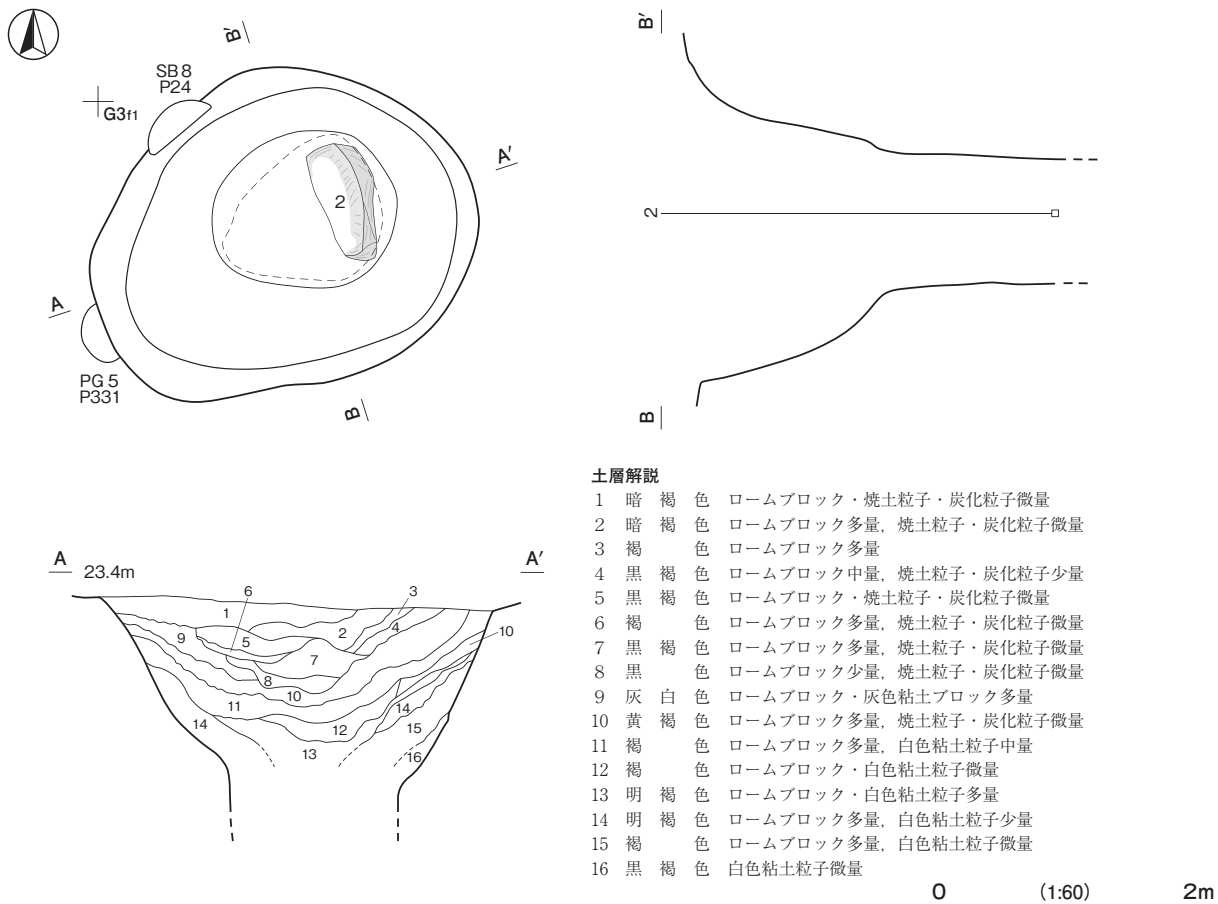 B′
SB 8
P24
G3f1
A′
2
A
PG 5
P331
B
B′
2
B
A 23.4m A′
6
3
1
2
4
9
5
10
7
8
10
11
14
12
14
13
15
16
土層解説
1 暗褐色 ロームブロック・焼土粒子・炭化粒子微量
2 暗褐色 ロームブロック多量，焼土粒子・炭化粒子微量
3 褐色 ロームブロック多量
4 黒褐色 ロームブロック中量，焼土粒子・炭化粒子少量
5 黒褐色 ロームブロック・焼土粒子・炭化粒子微量
6 褐色 ロームブロック多量，焼土粒子・炭化粒子微量
7 黒褐色 ロームブロック多量，焼土粒子・炭化粒子微量
8 黒色 ロームブロック少量，焼土粒子・炭化粒子微量
9 灰白色 ロームブロック・灰色粘土ブロック多量
10 黄褐色 ロームブロック多量，焼土粒子・炭化粒子微量
11 褐色 ロームブロック多量，白色粘土粒子中量
12 褐色 ロームブロック・白色粘土粒子微量
13 明褐色 ロームブロック・白色粘土粒子多量
14 明褐色 ロームブロック多量，白色粘土粒子少量
15 褐色 ロームブロック多量，白色粘土粒子微量
16 黒褐色 白色粘土粒子微量
0 (1:60) 2m